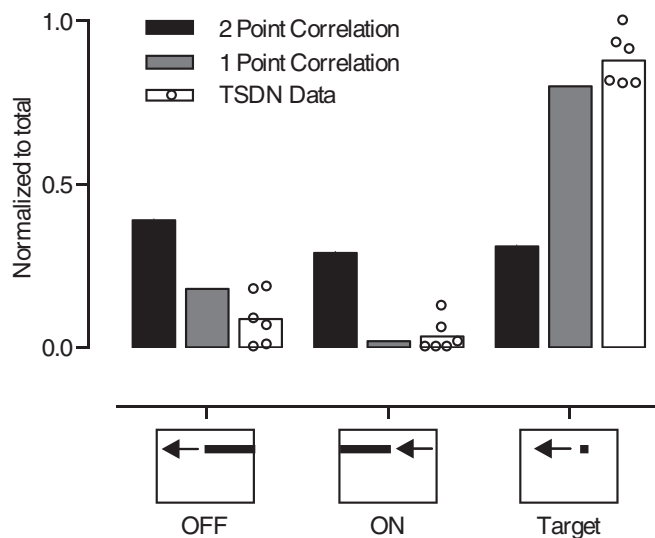 1.0
0.5
0.0
Normalized to total
2 Point Correlation
1 Point Correlation
TSDN Data
OFF
ON
Target